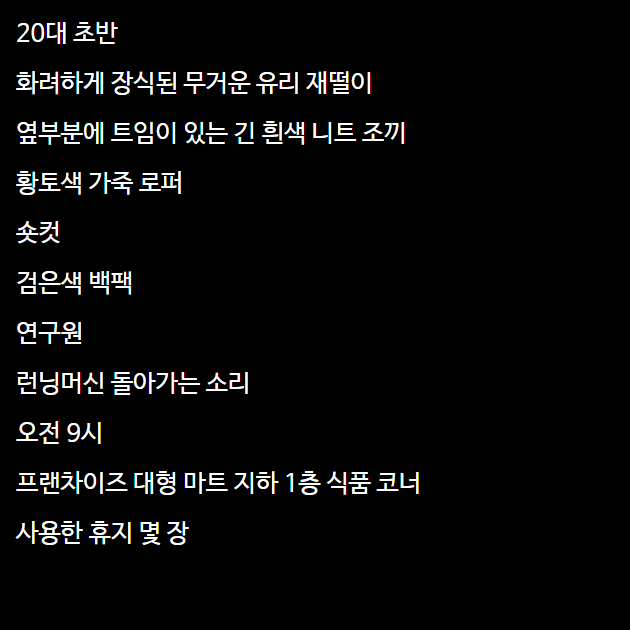 20대 초반
화려하게 장식된 무거운 유리 재떨이
옆부분에 트임이 있는 긴 흰색 니트 조끼
황토색 가죽 로퍼
숏컷
검은색 백팩
연구원
런닝머신 돌아가는 소리
오전 9시
프랜차이즈 대형 마트 지하 1층 식품 코너
사용한 휴지 몇 장